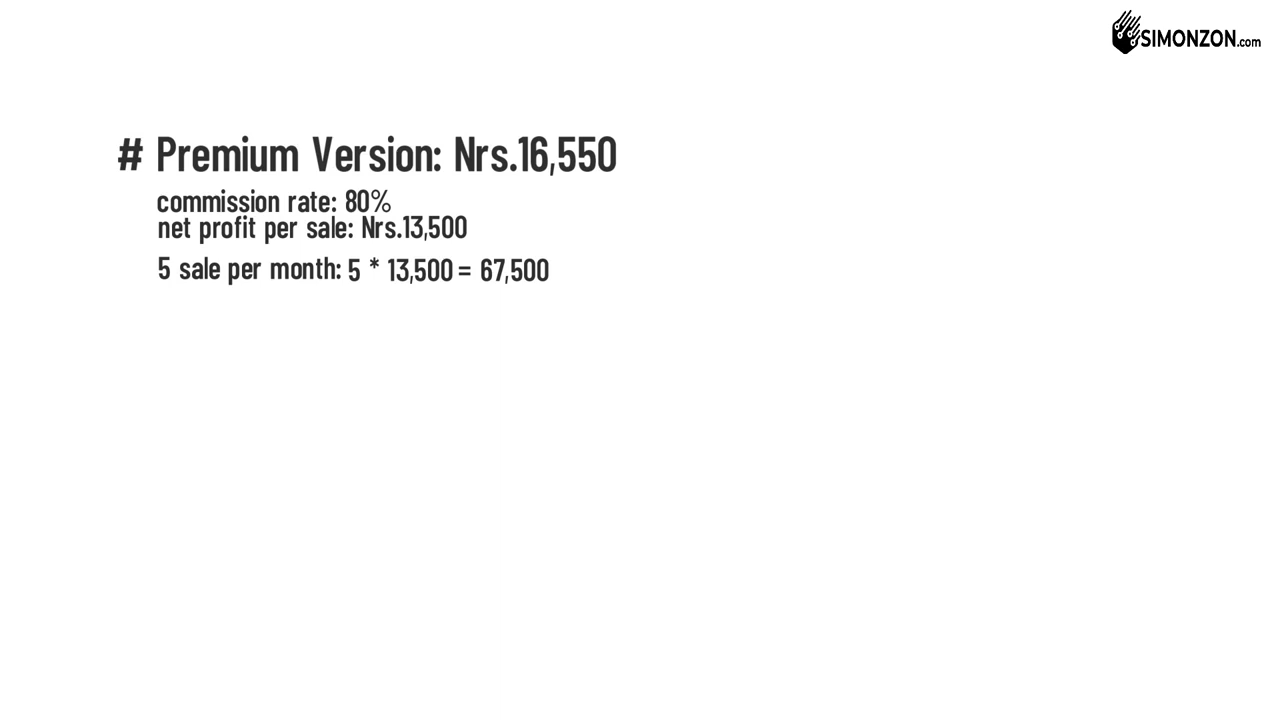 SIMONZON.com
# Premium Version: Nrs.16,550
commission rate: 80%
net profit per sale: Nrs.13,500
5 sale per month: 5 * 13,500 = 67,500